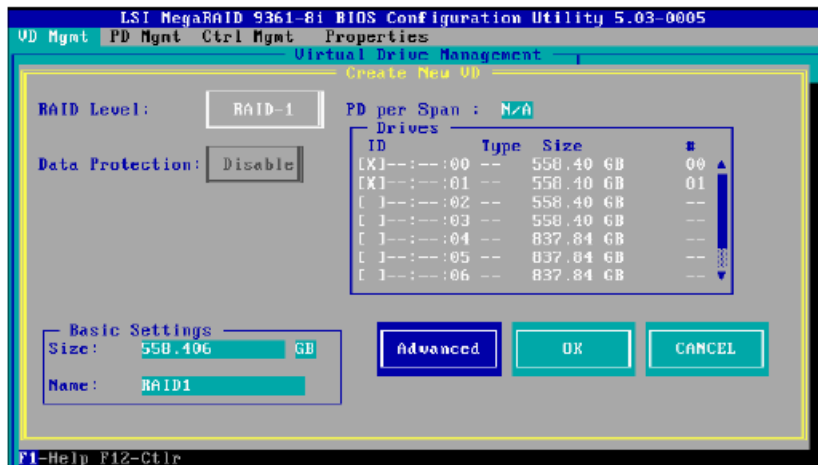 LSI MegaRAID 9361-8i BIOS Configuration Utility 5.03-0005
VD Mgmt PD Mgmt Ctrl Mgmt Properties
Virtual Drive Management
Create New VD
RAID Level: RAID-1 PD per Span : N/A
Drives
ID Type Size #
Data Protection: Disable
[X]--:--:00 -- 558.40 GB 00
[X]--:--:01 -- 558.40 GB 01
[ ]--:--:02 -- 558.40 GB --
[ ]--:--:03 -- 558.40 GB --
[ ]--:--:04 -- 837.84 GB --
[ ]--:--:05 -- 837.84 GB --
[ ]--:--:06 -- 837.84 GB --
Basic Settings
Size: 558.406 GB
Name: RAID1
Advanced OK CANCEL
F1-Help F12-Ctlr